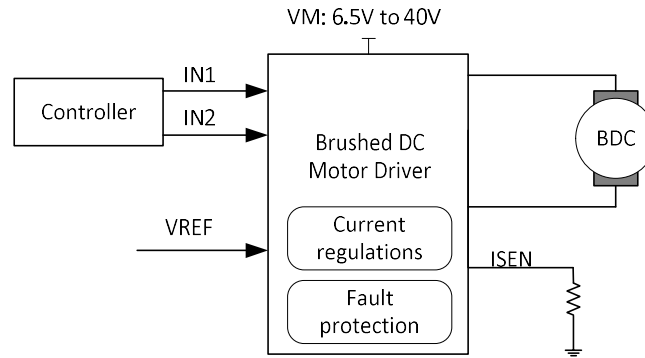 VM: 6.5V to 40V
IN1
Controller
IN2
BDC
Brushed DC
Motor Driver
VREF
Current
regulations
ISEN
Fault
protection